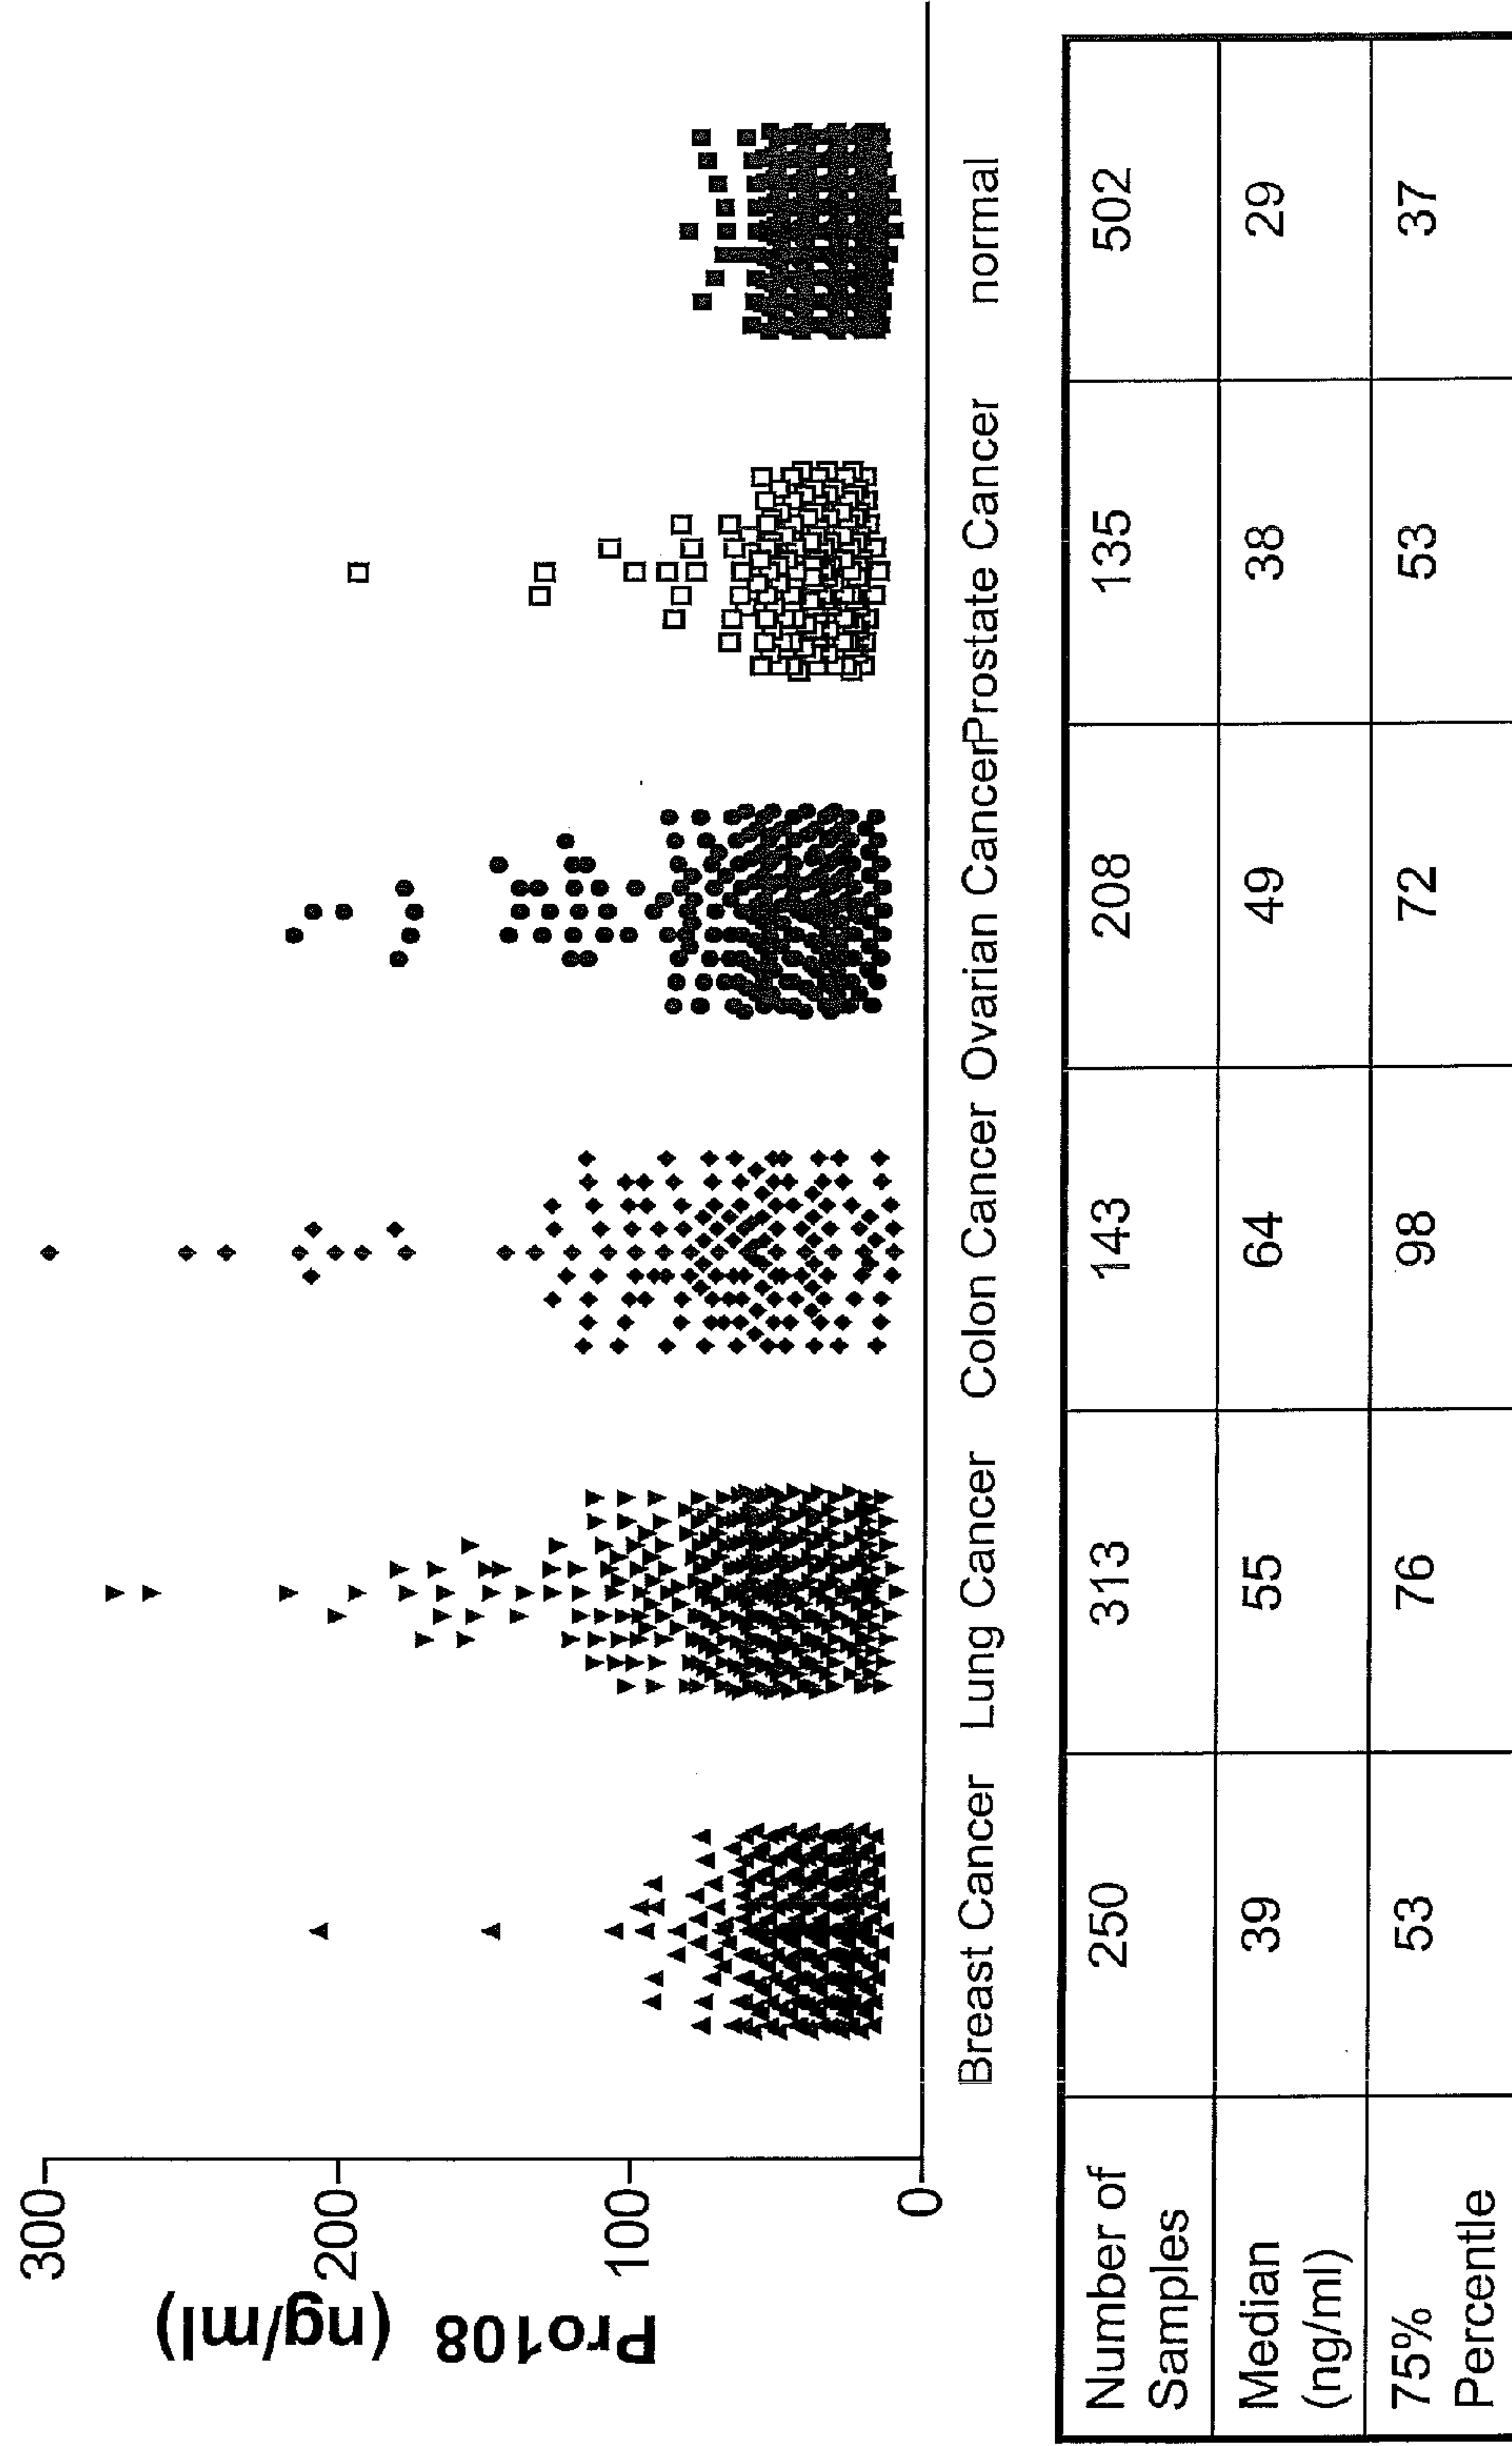 300
200
100
0
Pro108
(ng/ml)
Breast Cancer Lung Cancer Colon Cancer Ovarian Cancer Prostate Cancer normal
Number of Samples 250 313 143 208 135 502
Median (ng/ml) 39 55 64 49 38 29
75% Percentle 53 76 98 72 53 37